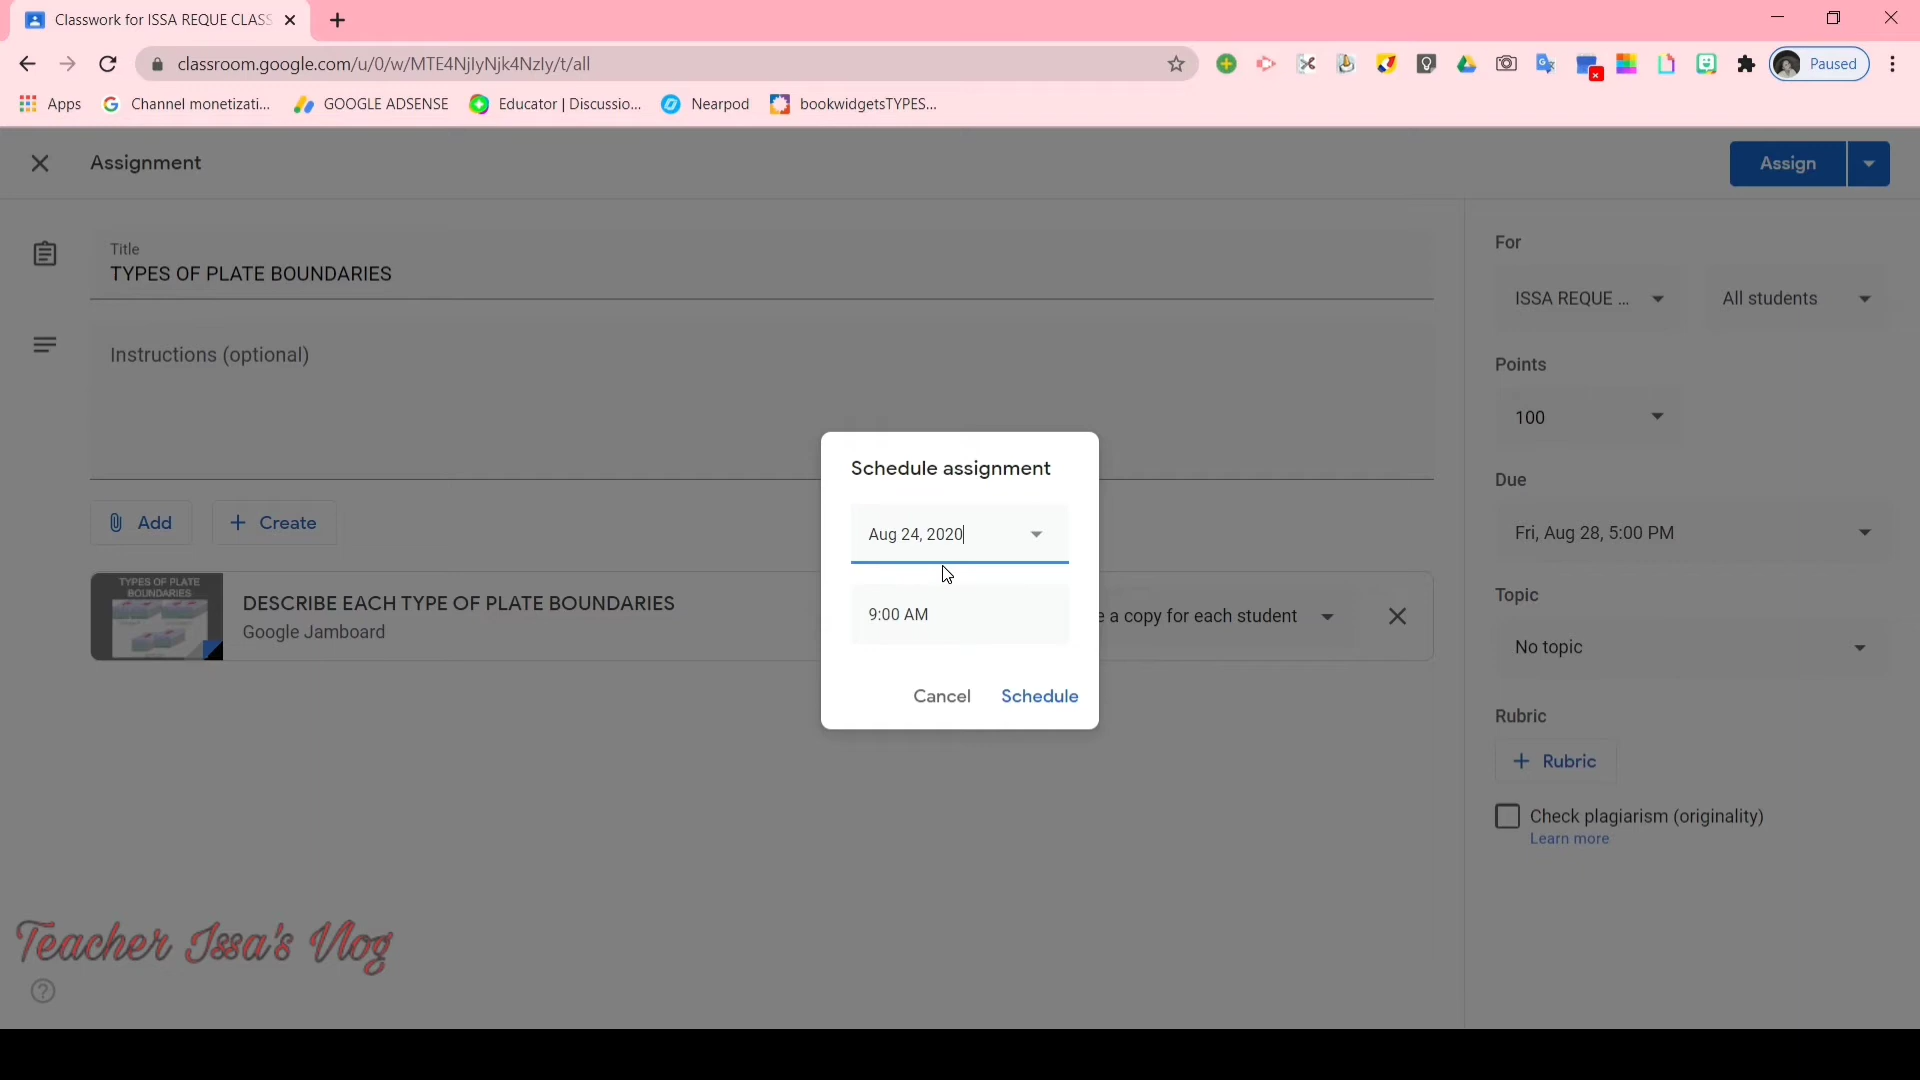 Classwork for ISSA REQUE CLASS
classroom.google.com/u/0/w/MTE4NjIyNjk4NzIy/t/all
Paused
Apps
Channel monetizati...
GOOGLE ADSENSE
Educator | Discussio...
Nearpod
bookwidgetsTYPES...
Assignment
Assign
Title
TYPES OF PLATE BOUNDARIES
Instructions (optional)
Add
Create
TYPES OF PLATE
BOUNDARIES
DESCRIBE EACH TYPE OF PLATE BOUNDARIES
Google Jamboard
e a copy for each student
Schedule assignment
Aug 24, 2020
9:00 AM
Cancel
Schedule
For
ISSA REQUE ...
All students
Points
100
Due
Fri, Aug 28, 5:00 PM
Topic
No topic
Rubric
Rubric
Check plagiarism (originality)
Learn more
Teacher Issa's Vlog